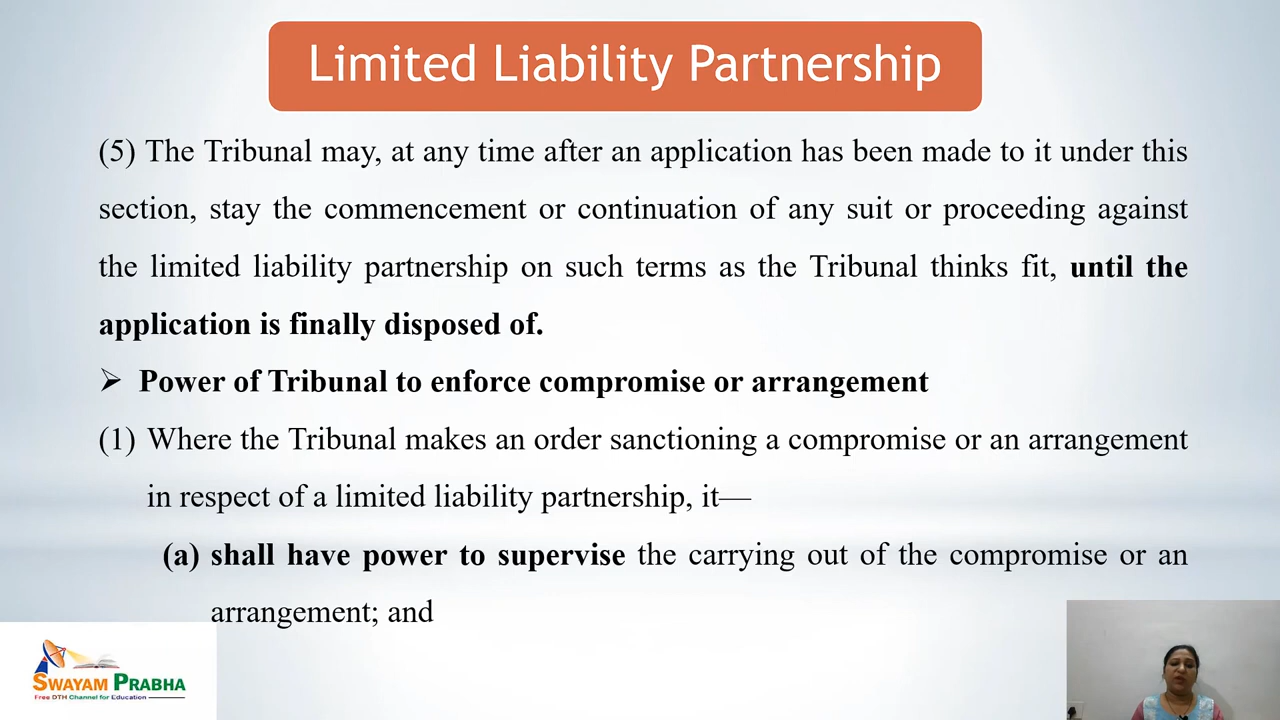 Limited Liability Partnership
(5) The Tribunal may, at any time after an application has been made to it under this
section, stay the commencement or continuation of any suit or proceeding against
the limited liability partnership on such terms as the Tribunal thinks fit, until the
application is finally disposed of.
➢ Power of Tribunal to enforce compromise or arrangement
(1) Where the Tribunal makes an order sanctioning a compromise or an arrangement
in respect of a limited liability partnership, it—
(a) shall have power to supervise the carrying out of the compromise or an
arrangement; and
SWAYAM PRABHA
Free DTH Channel for Education